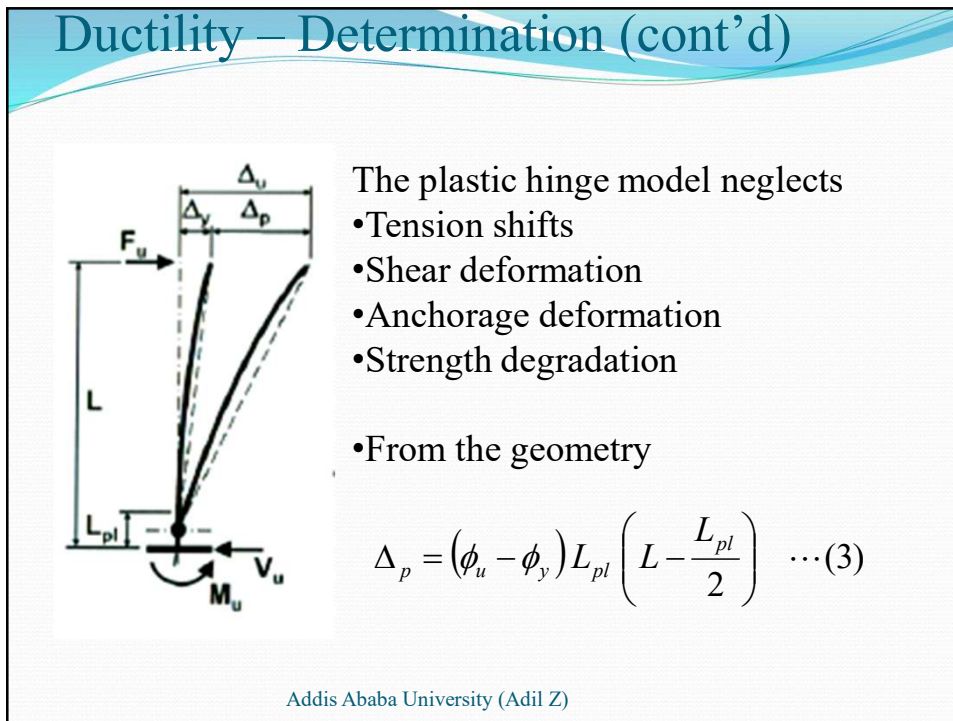 Ductility – Determination (cont’d)
Δu
Δy Δp
Fu
L
Lpl
Vu
Mu
The plastic hinge model neglects
•Tension shifts
•Shear deformation
•Anchorage deformation
•Strength degradation
•From the geometry
Δp = (ϕu − ϕy) Lpl (L − Lpl/2) ⋯(3)
Addis Ababa University (Adil Z)